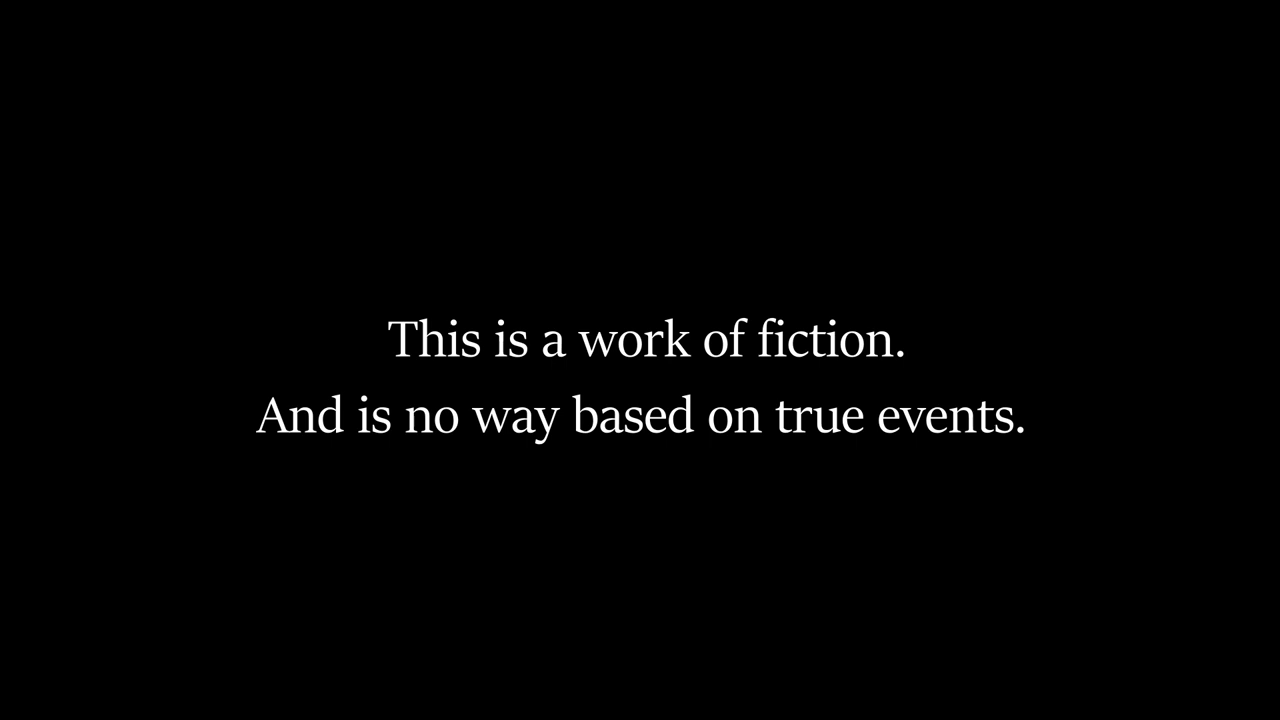 This is a work of fiction.
And is no way based on true events.